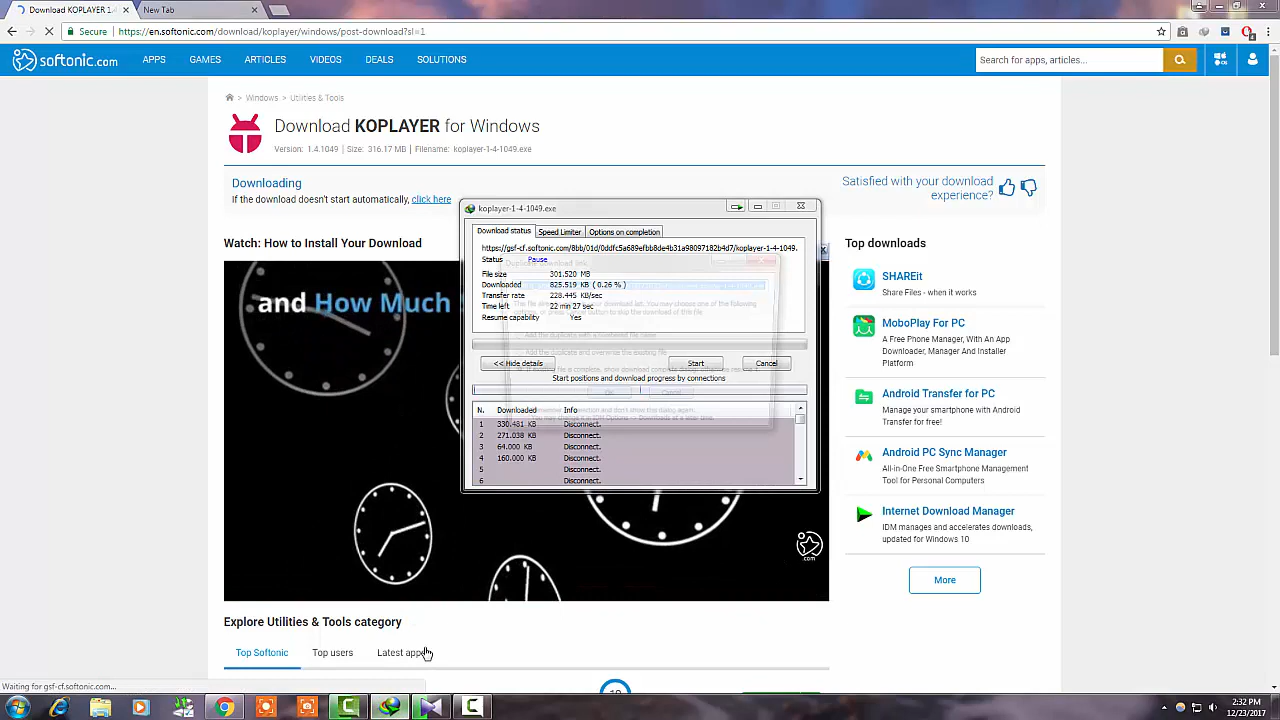 Download KOPLAYER 1.4
New Tab
Secure
https://en.softonic.com/download/koplayer/windows/post-download?sl=1
softonic.com
APPS
GAMES
ARTICLES
VIDEOS
DEALS
SOLUTIONS
Search for apps, articles...
> Windows > Utilities & Tools
Download KOPLAYER for Windows
Version: 1.4.1049 | Size: 316.17 MB | Filename: koplayer-1-4-1049.exe
Downloading
If the download doesn't start automatically, click here
Satisfied with your download
experience?
Watch: How to Install Your Download
and How Much
.com
koplayer-1-4-1049.exe
Download status
Speed Limiter
Options on completion
https://gsf-cf.softonic.com/8bb/01d/0ddfc5a689efbb8de4b31a98097182b4d7/koplayer-1-4-1049.
Status Pause
File size 301.520 MB
Downloaded 825.519 KB ( 0.26 % )
Transfer rate 228.445 KB/sec
Time left 22 min 27 sec
Resume capability Yes
Duplicate download link
<< Hide details
Start
Cancel
Start positions and download progress by connections
N. Downloaded Info
1 330.481 KB Disconnect.
2 271.038 KB Disconnect.
3 64.000 KB Disconnect.
4 160.000 KB Disconnect.
5 Disconnect.
6 Disconnect.
Top downloads
SHAREit
Share Files - when it works
MoboPlay For PC
A Free Phone Manager, With An App
Downloader, Manager And Installer
Platform
Android Transfer for PC
Manage your smartphone with Android
Transfer for free!
Android PC Sync Manager
All-in-One Free Smartphone Management
Tool for Personal Computers
Internet Download Manager
IDM manages and accelerates downloads,
updated for Windows 10
More
Explore Utilities & Tools category
Top Softonic
Top users
Latest apps
Waiting for gsf-cf.softonic.com...
2:32 PM
12/23/2017